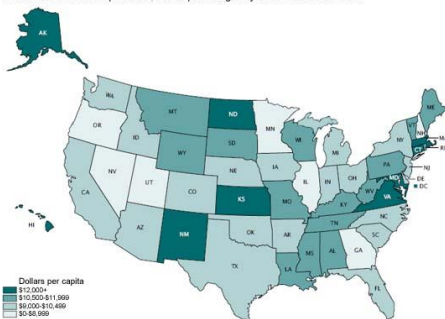 AK
WA
MT
ND
MN
VT
ME
OR
ID
SD
WI
NY
NH
MA
RI
WY
MI
CT
NV
NE
IA
PA
NJ
UT
IL
IN
OH
MD
DE
DC
CA
CO
KS
MO
WV
VA
KY
AZ
NM
OK
AR
TN
NC
SC
HI
TX
LA
MS
AL
GA
FL
Dollars per capita
$12,000+
$10,500-$11,999
$9,000-$10,499
$0-$8,999